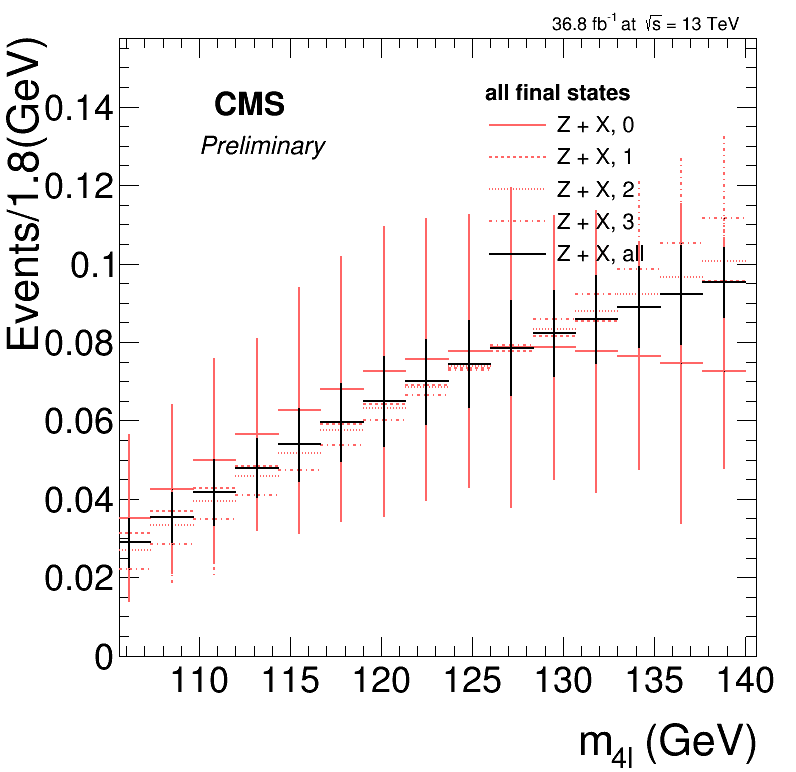 36.8 fb-1 at √s = 13 TeV
Events/1.8(GeV)
CMS
Preliminary
all final states
Z + X, 0
Z + X, 1
Z + X, 2
Z + X, 3
Z + X, all
0.14
0.12
0.1
0.08
0.06
0.04
0.02
0
110 115 120 125 130 135 140
m4l (GeV)